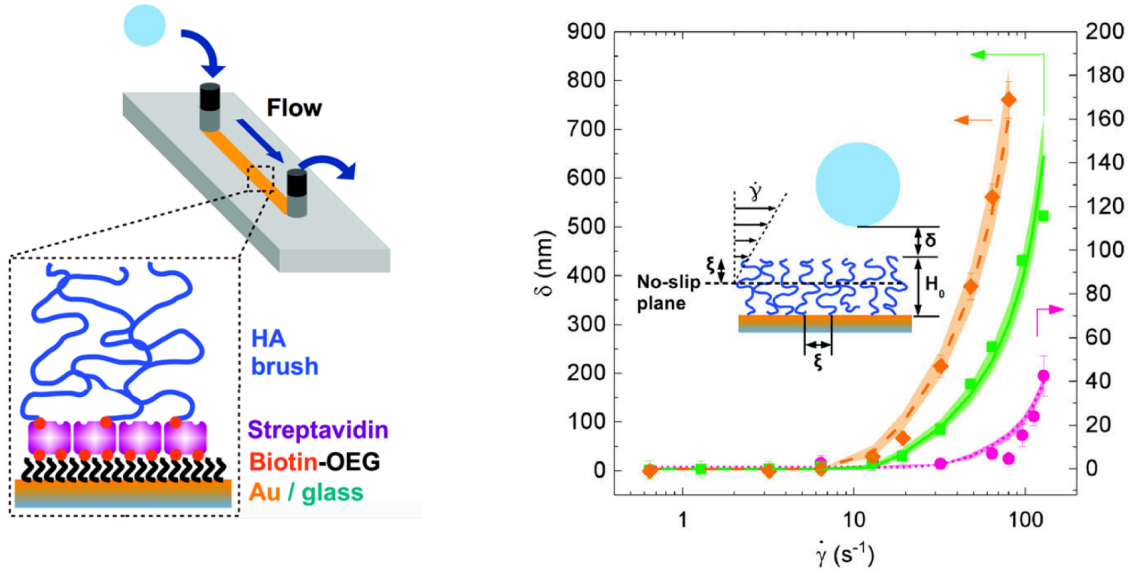 Flow
HA
brush
Streptavidin
Biotin-OEG
Au / glass
900
800
700
600
500
400
300
200
100
0
δ (nm)
200
180
160
140
120
100
80
60
40
20
0
1
10
100
γ̇ (s⁻¹)
γ̇
δ
ξ
H₀
No-slip
plane
ξ